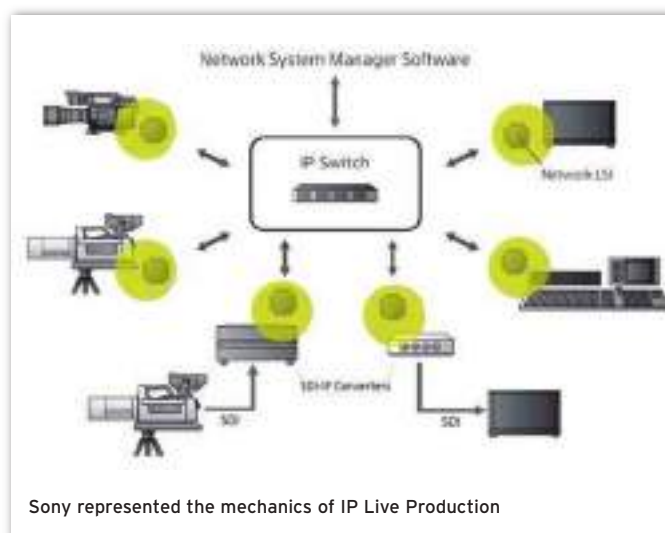 Network System Manager Software
IP Switch
Network LSI
SDI-IP Converters
SDI
SDI
Sony represented the mechanics of IP Live Production